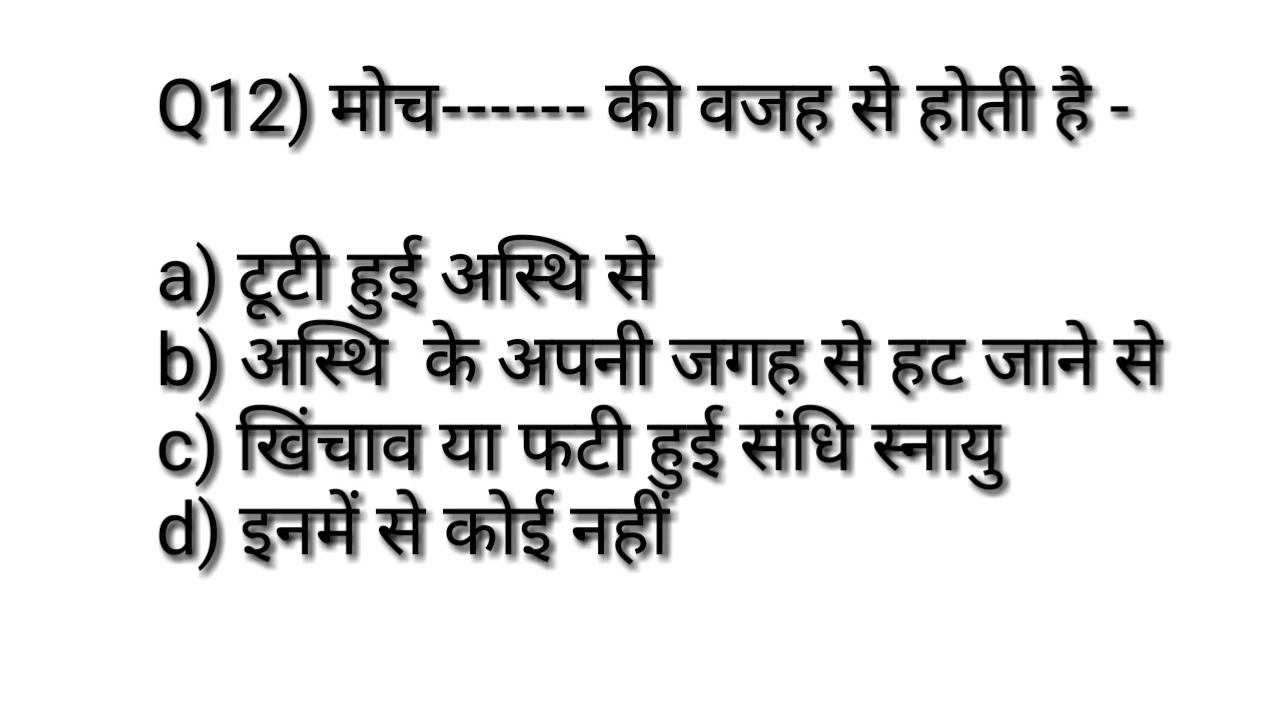 Q12) मोच------ की वजह से होती है -
a) टूटी हुई अस्थि से
b) अस्थि के अपनी जगह से हट जाने से
c) खिंचाव या फटी हुई संधि स्नायु
d) इनमें से कोई नहीं